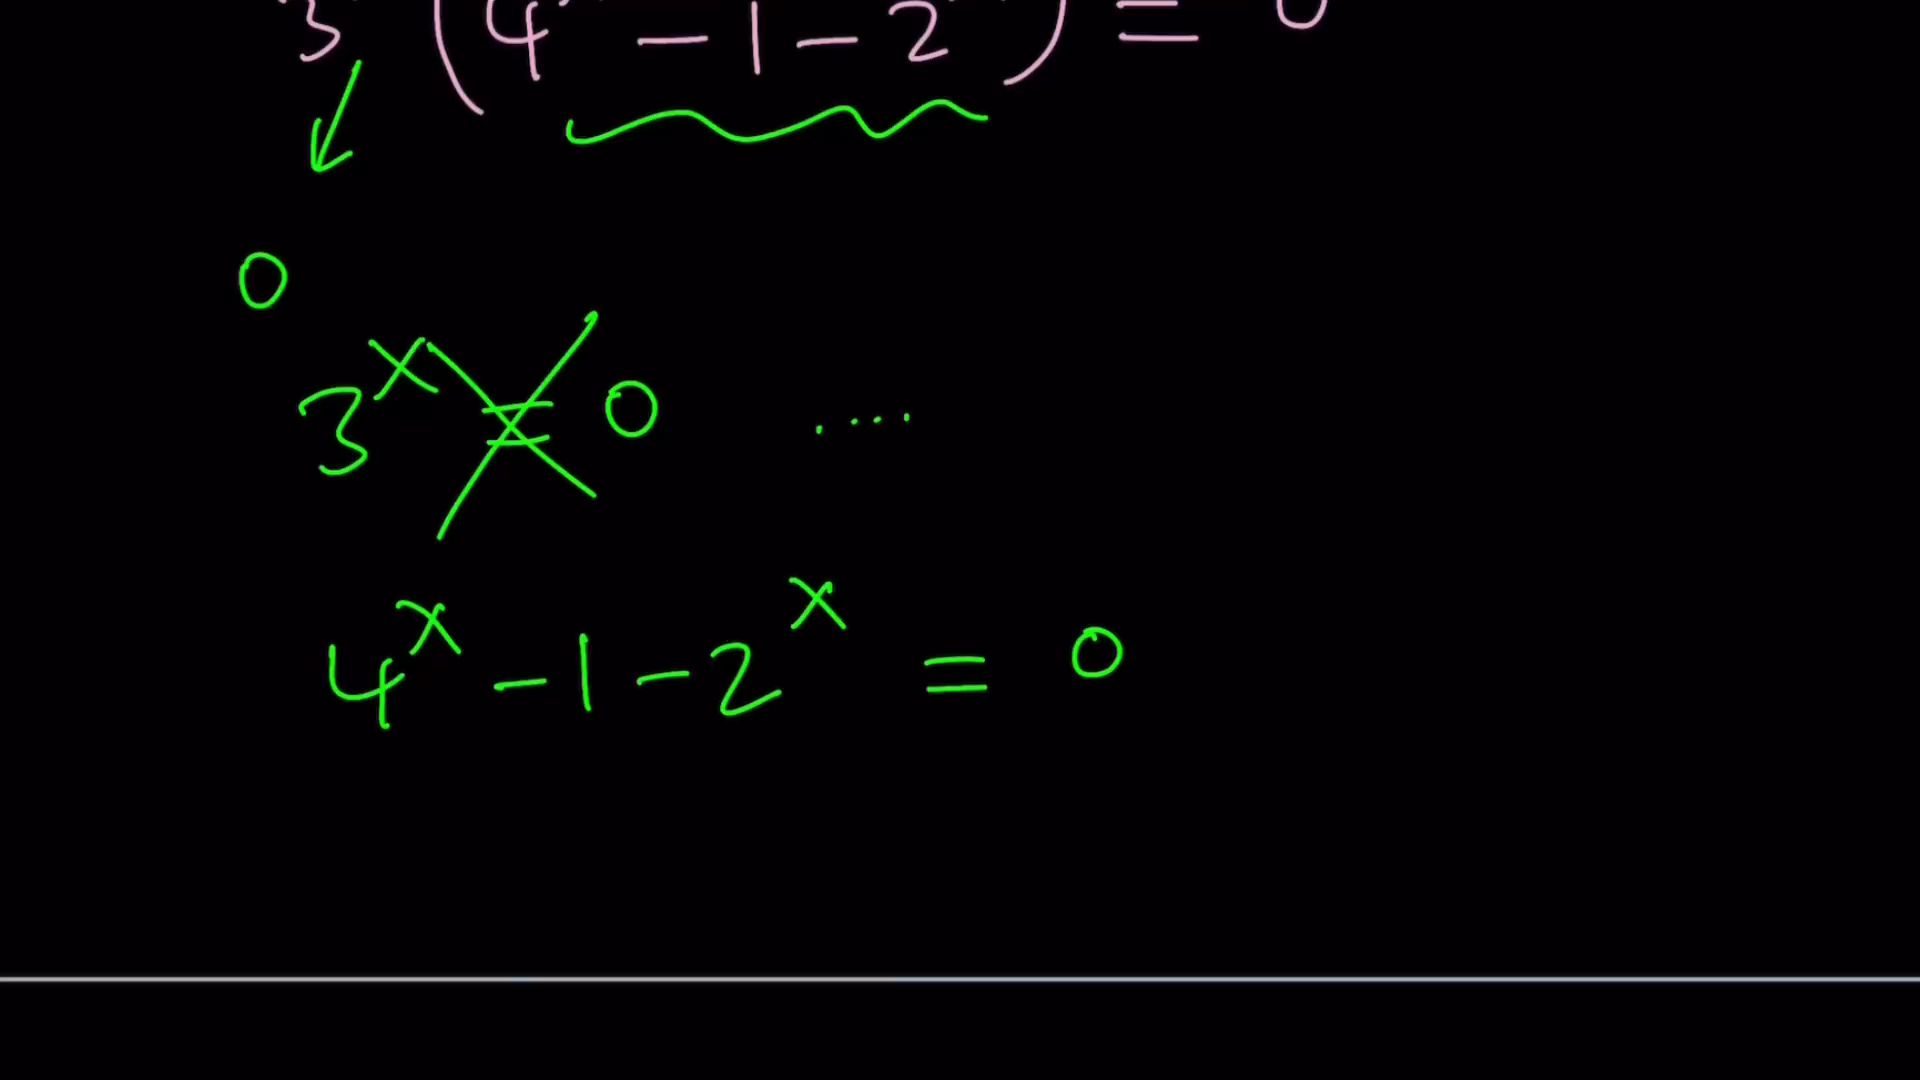 3 (4 - 1 - 2 ) = 0
0
3^x = 0 ....
4^x - 1 - 2^x = 0